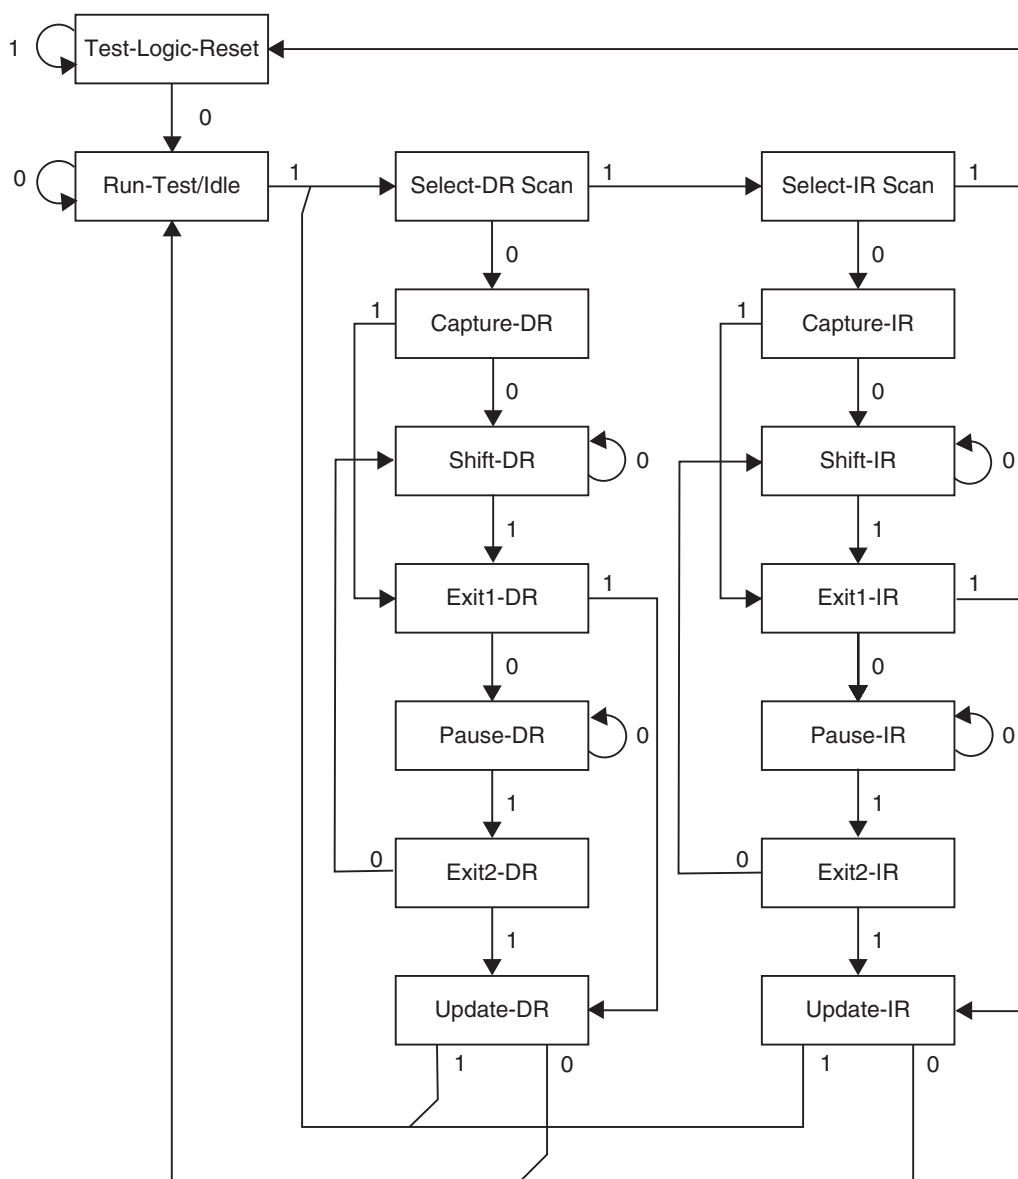 1 Test-Logic-Reset
0
0 Run-Test/Idle 1 Select-DR Scan 1 Select-IR Scan 1
0 0
1 Capture-DR 1 Capture-IR
0 0
Shift-DR 0 Shift-IR 0
1 1
Exit1-DR 1 Exit1-IR 1
0 0
Pause-DR 0 Pause-IR 0
1 1
0 Exit2-DR 0 Exit2-IR
1 1
Update-DR Update-IR
1 0 1 0